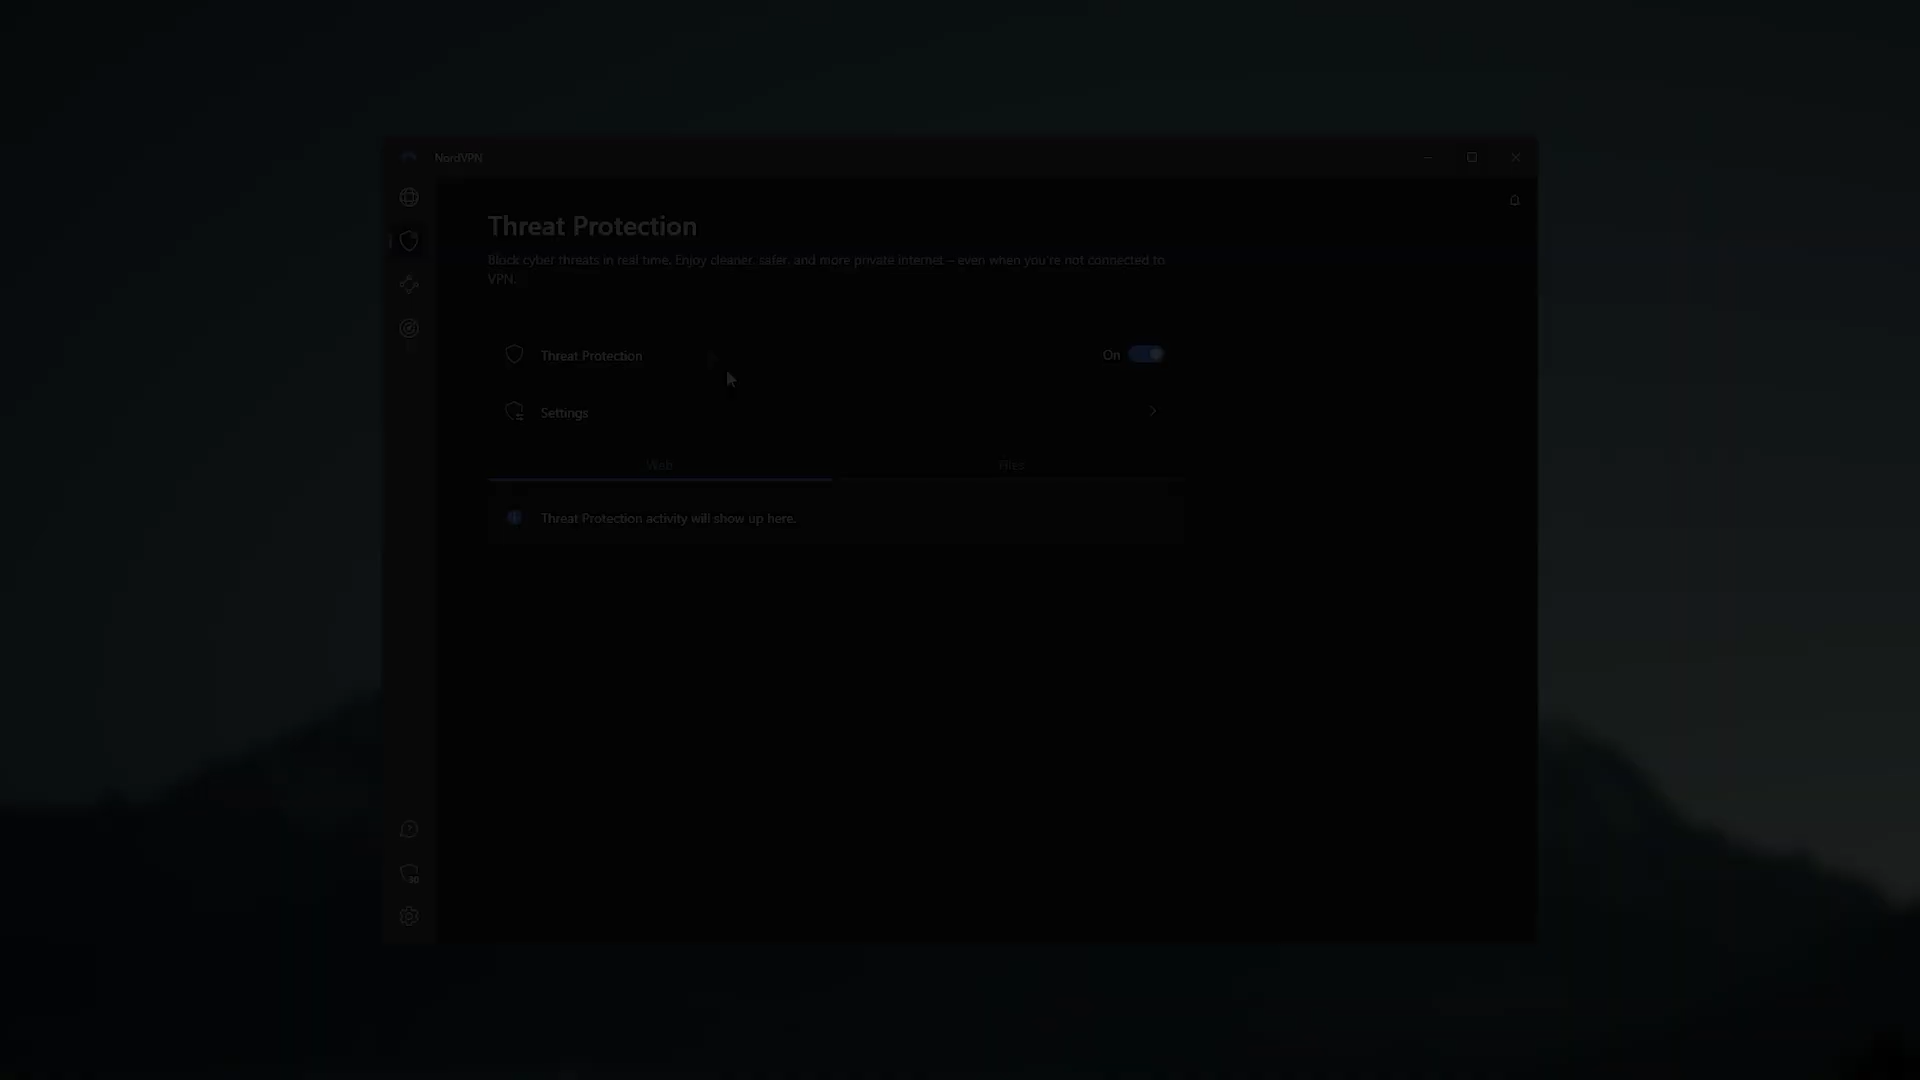 NordVPN
Threat Protection
Block cyber threats in real time. Enjoy cleaner, safer, and more private internet – even when you're not connected to
VPN.
Threat Protection
On
Settings
Web
Files
Threat Protection activity will show up here.
30